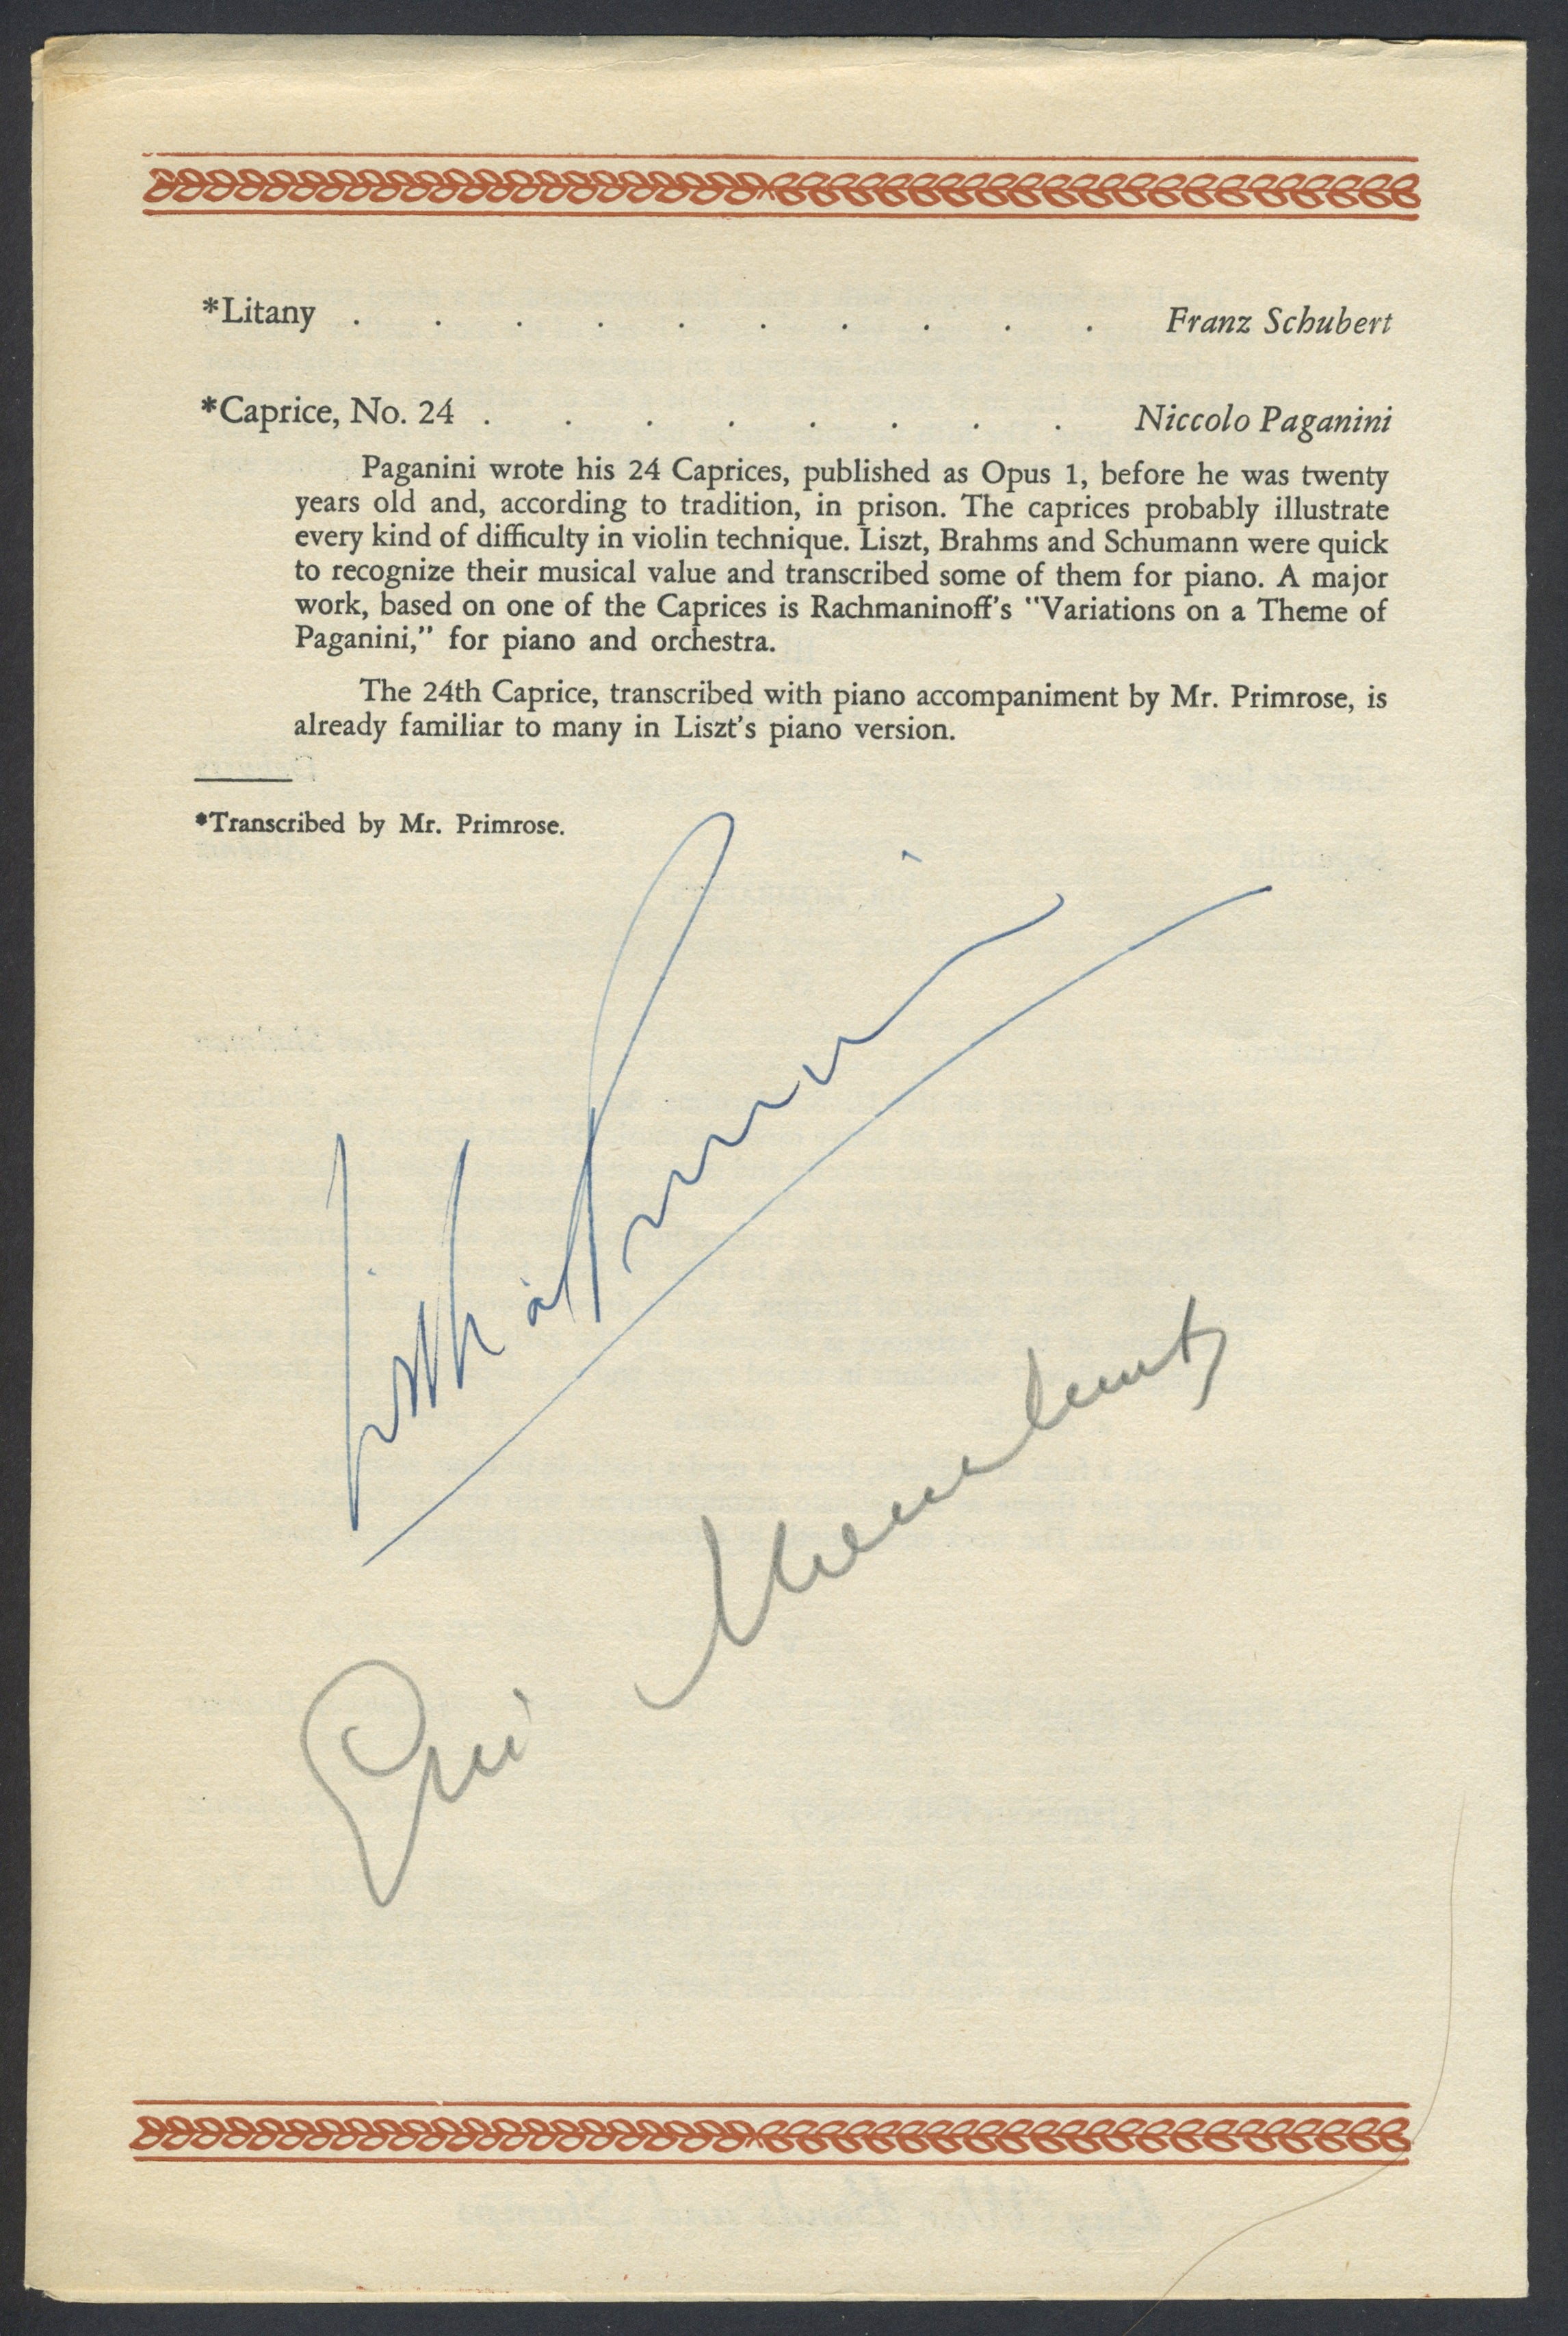 *Litany . . . . . . . . . . Franz Schubert
*Caprice, No. 24 . . . . . . . . Niccolo Paganini
Paganini wrote his 24 Caprices, published as Opus 1, before he was twenty
years old and, according to tradition, in prison. The caprices probably illustrate
every kind of difficulty in violin technique. Liszt, Brahms and Schumann were quick
to recognize their musical value and transcribed some of them for piano. A major
work, based on one of the Caprices is Rachmaninoff's "Variations on a Theme of
Paganini," for piano and orchestra.
The 24th Caprice, transcribed with piano accompaniment by Mr. Primrose, is
already familiar to many in Liszt's piano version.
*Transcribed by Mr. Primrose.